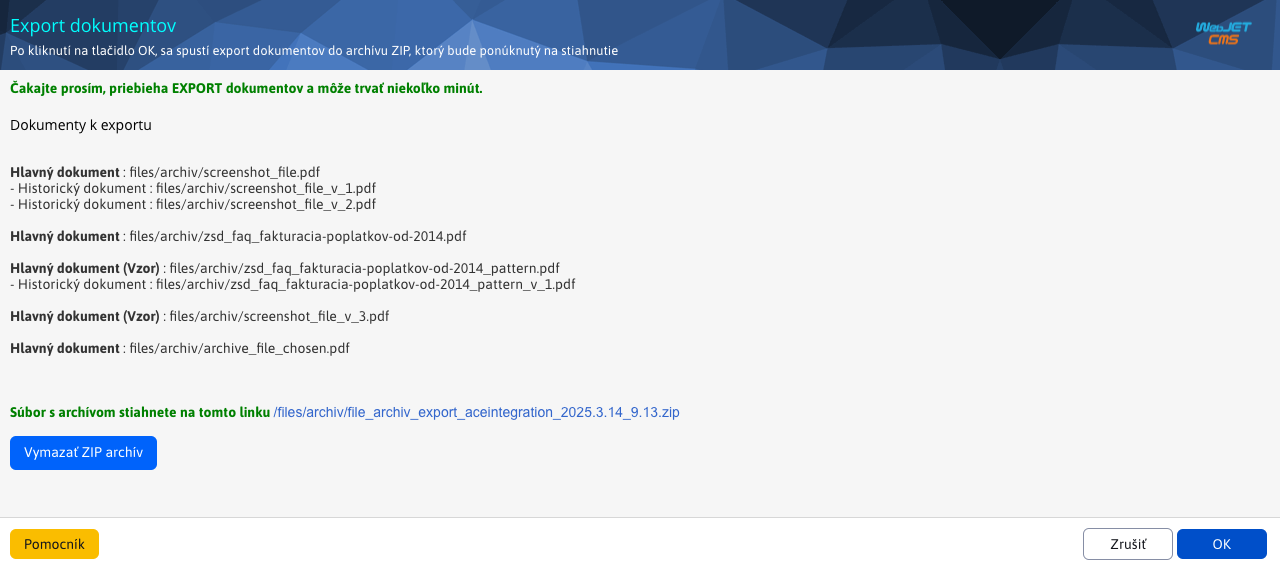 Export dokumentov
Po kliknutí na tlačidlo OK, sa spustí export dokumentov do archívu ZIP, ktorý bude ponúknutý na stiahnutie
WebJET
CMS
Čakajte prosím, priebieha EXPORT dokumentov a môže trvať niekoľko minút.
Dokumenty k exportu
Hlavný dokument : files/archiv/screenshot_file.pdf
- Historický dokument : files/archiv/screenshot_file_v_1.pdf
- Historický dokument : files/archiv/screenshot_file_v_2.pdf
Hlavný dokument : files/archiv/zsd_faq_fakturacia-poplatkov-od-2014.pdf
Hlavný dokument (Vzor) : files/archiv/zsd_faq_fakturacia-poplatkov-od-2014_pattern.pdf
- Historický dokument : files/archiv/zsd_faq_fakturacia-poplatkov-od-2014_pattern_v_1.pdf
Hlavný dokument (Vzor) : files/archiv/screenshot_file_v_3.pdf
Hlavný dokument : files/archiv/archive_file_chosen.pdf
Súbor s archívom stiahnete na tomto linku /files/archiv/file_archiv_export_aceintegration_2025.3.14_9.13.zip
Vymazať ZIP archív
Pomocník
Zrušiť
OK